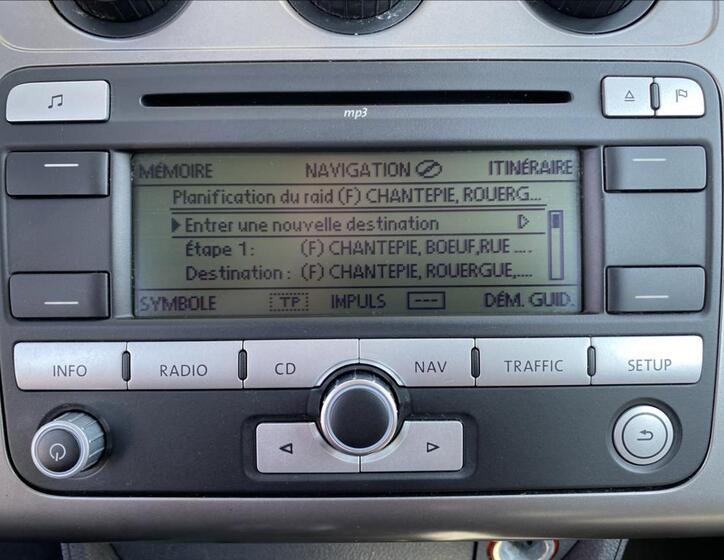 mp3
MÉMOIRE NAVIGATION ITINÉRAIRE
Planification du raid (F) CHANTEPIE, ROUERG...
Entrer une nouvelle destination
Étape 1: (F) CHANTEPIE, BOEUF,RUE ....
Destination: (F) CHANTEPIE, ROUERGUE,....
SYMBOLE TP IMPULS --- DÉM. GUID.
INFO RADIO CD NAV TRAFFIC SETUP